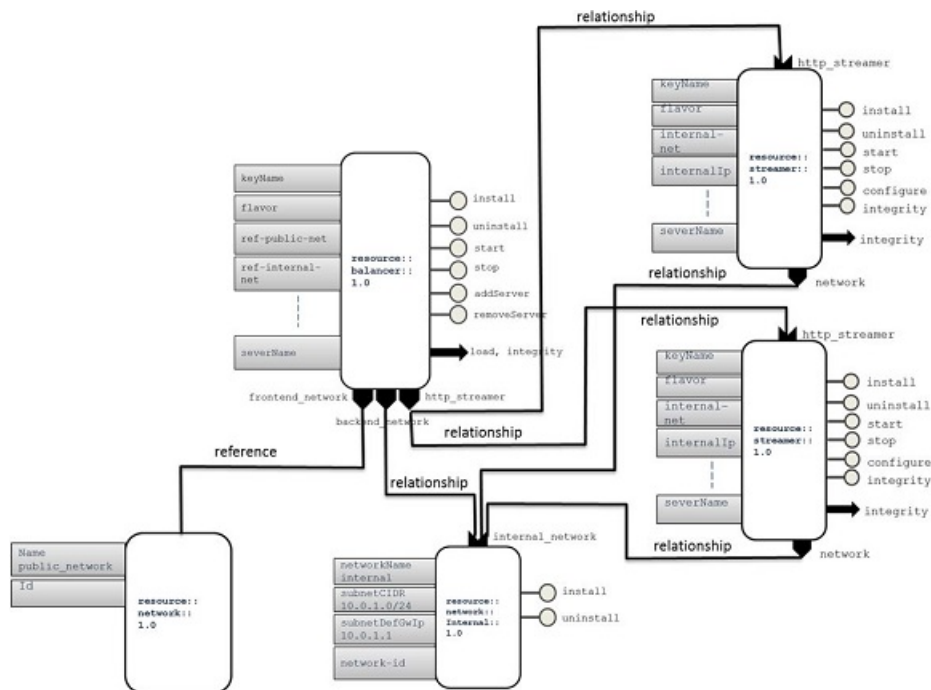 relationship
http_streamer
keyName
flavor
internal-
net
internalIp
severName
resource::
streamer::
1.0
install
uninstall
start
stop
configure
integrity
integrity
network
keyName
flavor
ref-public-net
ref-internal-
net
severName
resource::
balancer::
1.0
install
uninstall
start
stop
addServer
removeServer
load, integrity
frontend_network
backend_network
http_streamer
relationship
relationship
http_streamer
keyName
flavor
internal-
net
internalIp
severName
resource::
streamer::
1.0
install
uninstall
start
stop
configure
integrity
integrity
network
relationship
reference
relationship
relationship
Name
public_network
Id
resource::
network::
1.0
internal_network
networkName
internal
subnetCIDR
10.0.1.0/24
subnetDefGwIp
10.0.1.1
network-id
resource::
network::
Internal::
1.0
install
uninstall